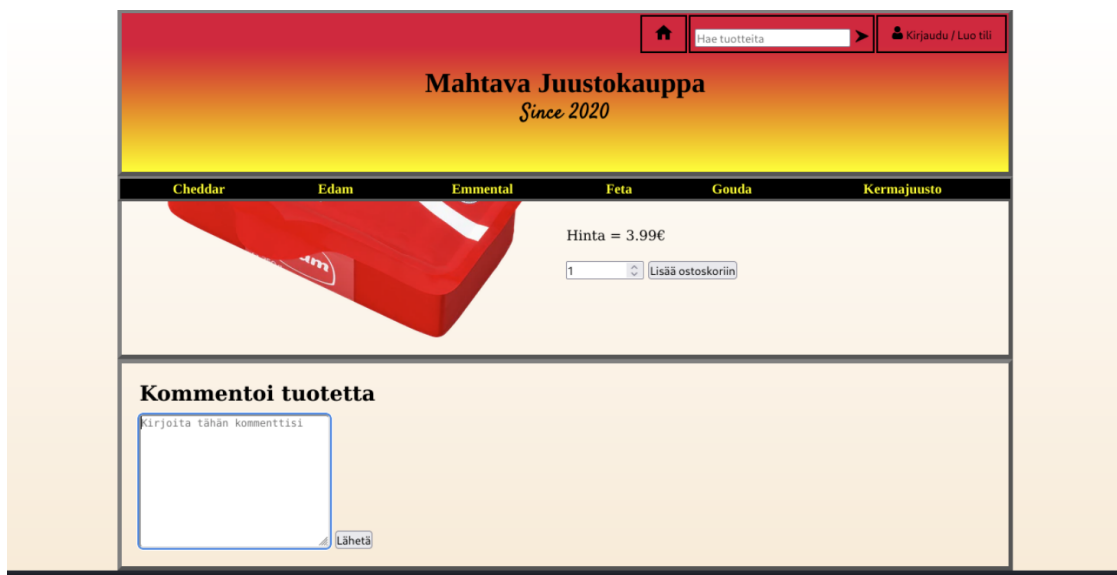 Hae tuotteita
Kirjaudu / Luo tili
Mahtava Juustokauppa
Since 2020
Cheddar Edam Emmental Feta Gouda Kermajuusto
Hinta = 3.99€
1 Lisää ostoskoriin
Kommentoi tuotetta
Kirjoita tähän kommenttisi
Lähetä